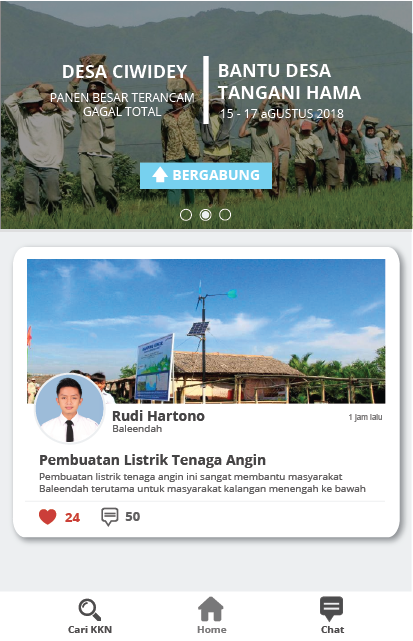 DESA CIWIDEY
PANEN BESAR TERANCAM
GAGAL TOTAL
BANTU DESA
TANGANI HAMA
15 - 17 aGUSTUS 2018
BERGABUNG
Rudi Hartono
Baleendah
1 jam lalu
Pembuatan Listrik Tenaga Angin
Pembuatan listrik tenaga angin ini sangat membantu masyarakat
Baleendah terutama untuk masyarakat kalangan menengah ke bawah
24
50
Cari KKN
Home
Chat